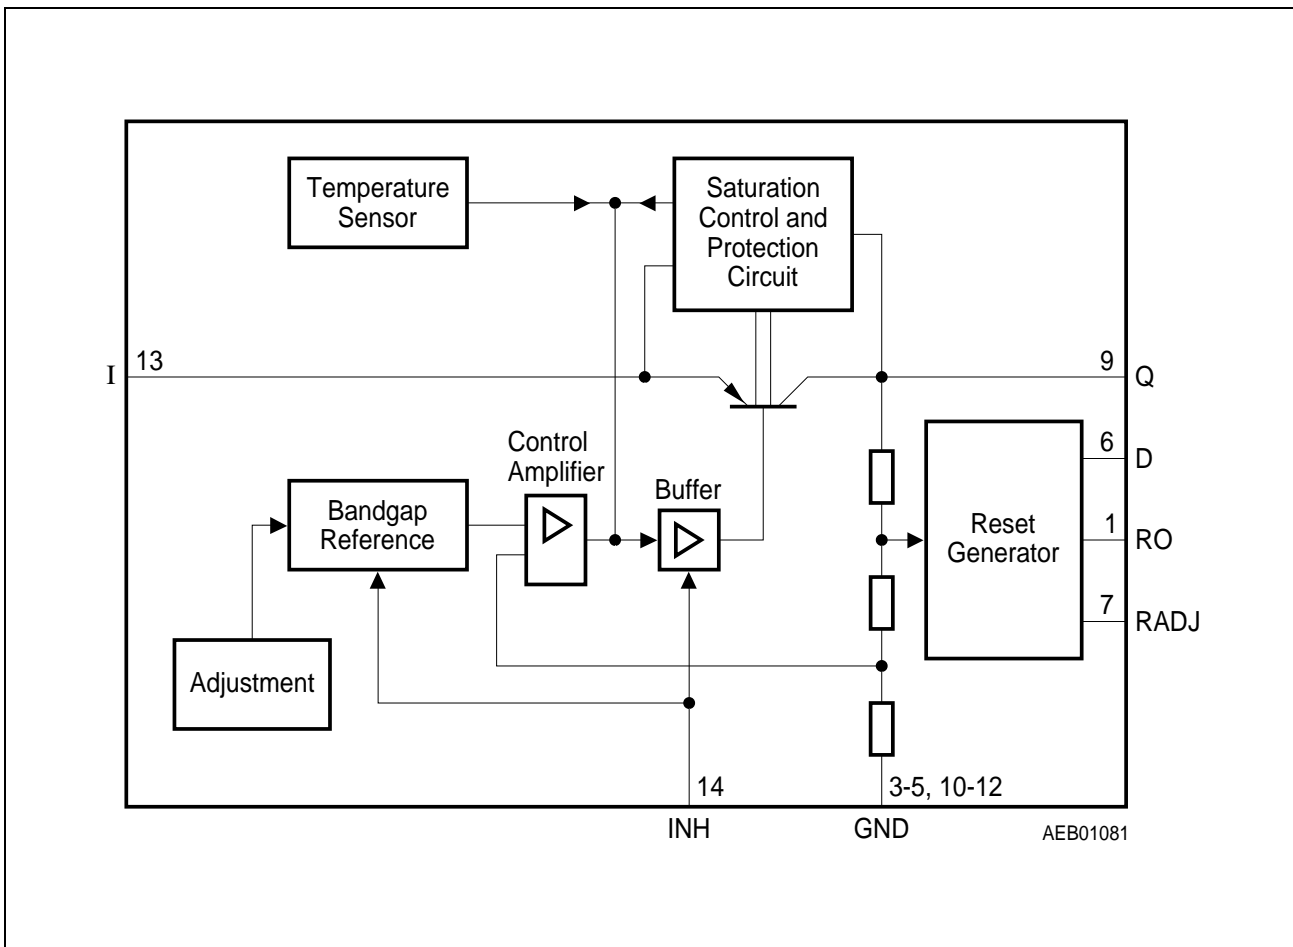 Temperature
Sensor
Saturation
Control and
Protection
Circuit
13
I
9
Q
Control
Amplifier
Buffer
6
D
Bandgap
Reference
Reset
Generator
1
RO
7
RADJ
Adjustment
14
3-5, 10-12
INH
GND
AEB01081